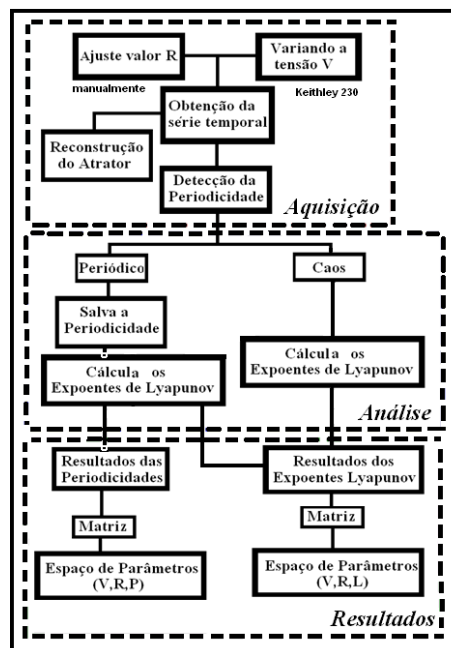 Ajuste valor R
manualmente
Variando a
tensão V
Keithley 230
Obtenção da
série temporal
Reconstrução
do Atrator
Detecção da
Periodicidade
Aquisição
Periódico
Caos
Salva a
Periodicidade
Cálcula os
Expoentes de Lyapunov
Cálcula os
Expoentes de Lyapunov
Análise
Resultados das
Periodicidades
Resultados dos
Expoentes Lyapunov
Matriz
Matriz
Espaço de Parâmetros
(V,R,P)
Espaço de Parâmetros
(V,R,L)
Resultados